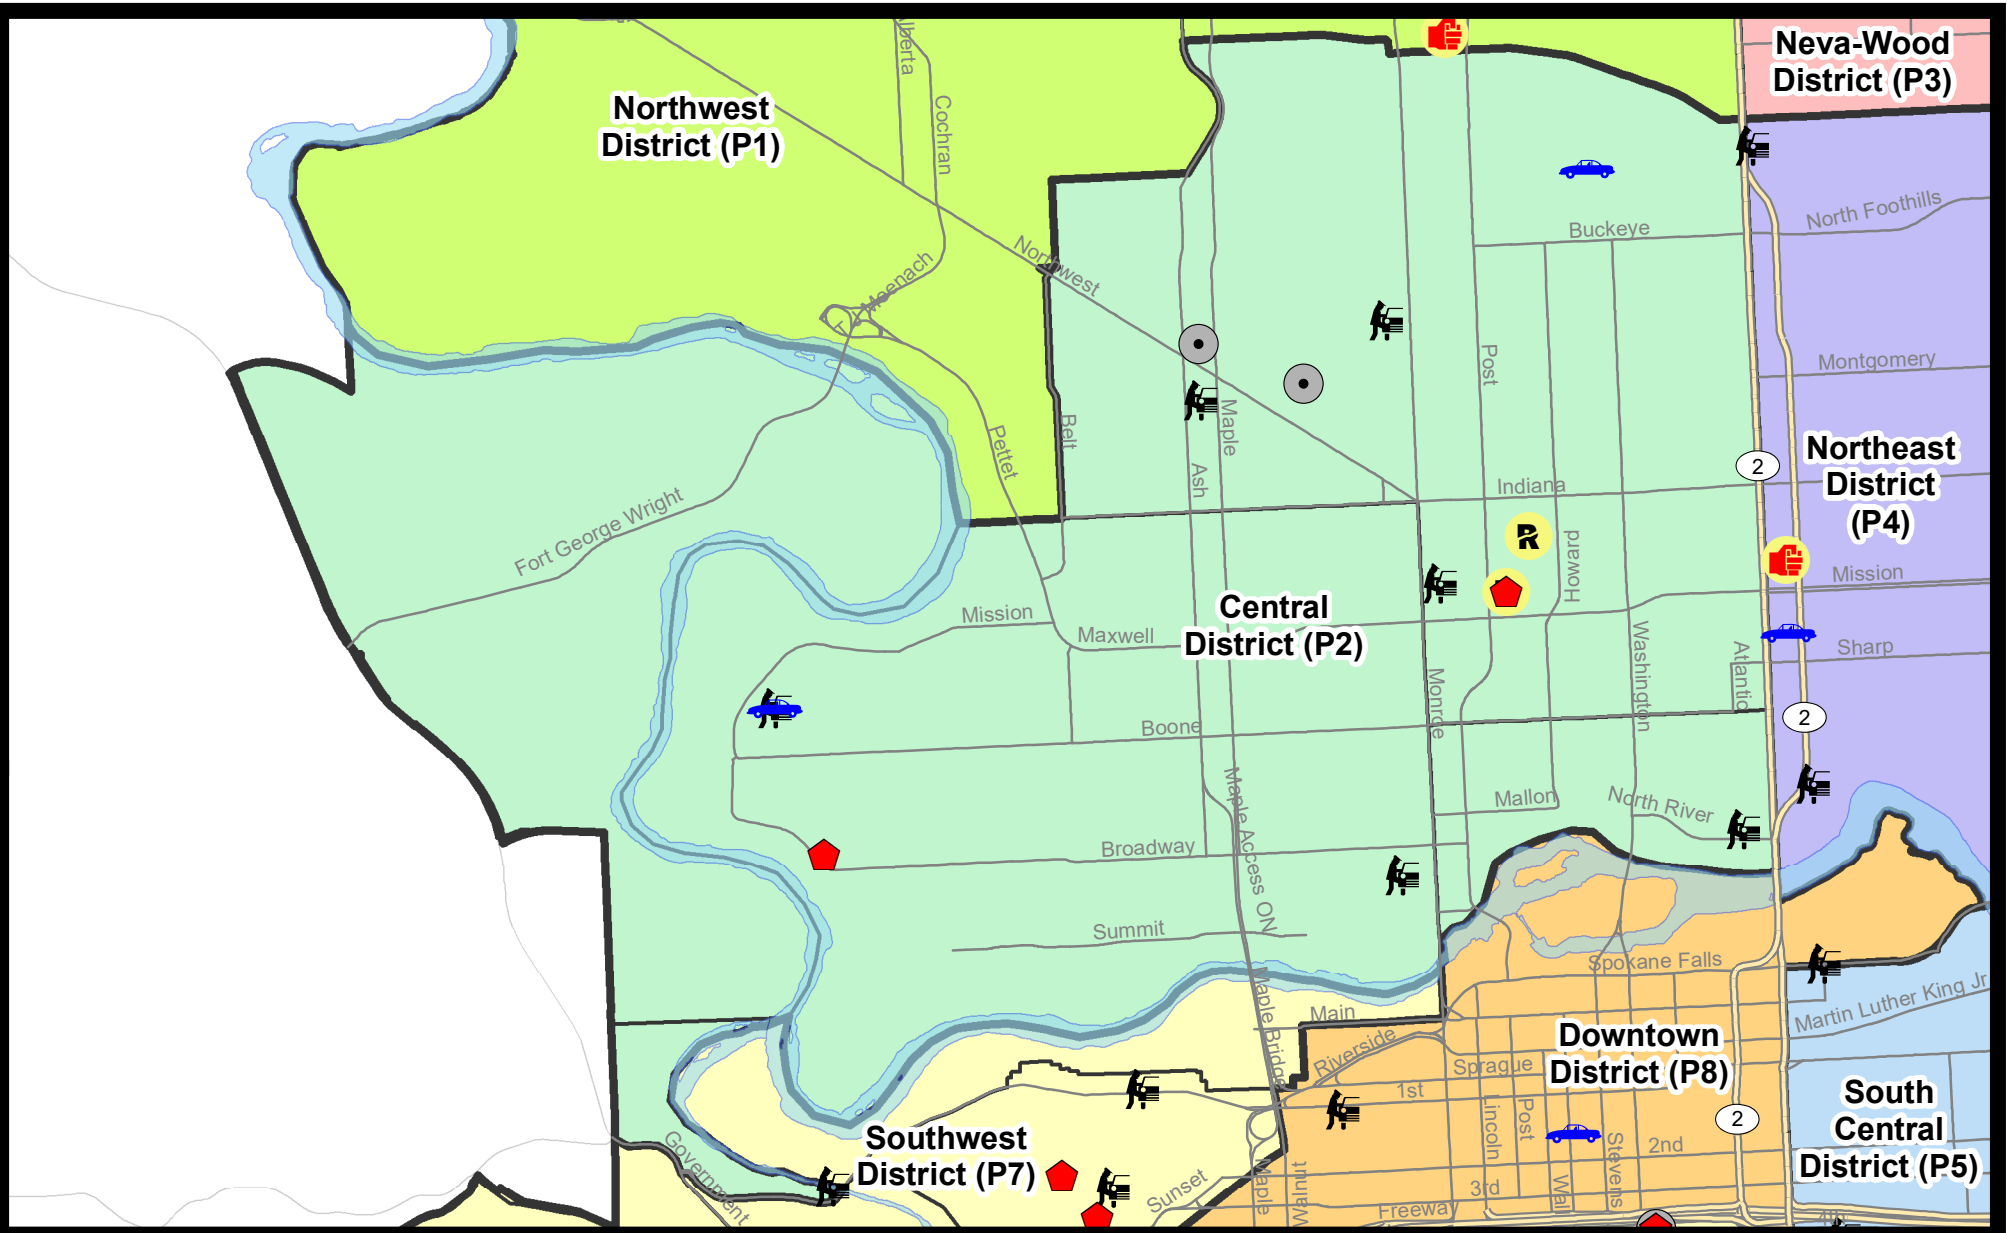 Neva-Wood
District (P3)
Northwest
District (P1)
Cochran
North Foothills
Buckeye
Northwest
T J Meenach
Post
Montgomery
Belt
Maple
Pettet
Ash
Northeast
District
(P4)
2
Indiana
Fort George Wright
Howard
Mission
Central
District (P2)
Mission
Maxwell
Washington
Atlantic
Sharp
Monroe
2
Boone
Maple Access ON
Mallon
North River
Broadway
Summit
Spokane Falls
Maple Bridge
Main
Martin Luther King Jr
Riverside
Downtown
District (P8)
Sprague
1st
South
Central
District (P5)
Lincoln
Post
2
Southwest
District (P7)
Government
Stevens
2nd
Sunset
Maple
Walnut
3rd
Wall
Freeway
4th